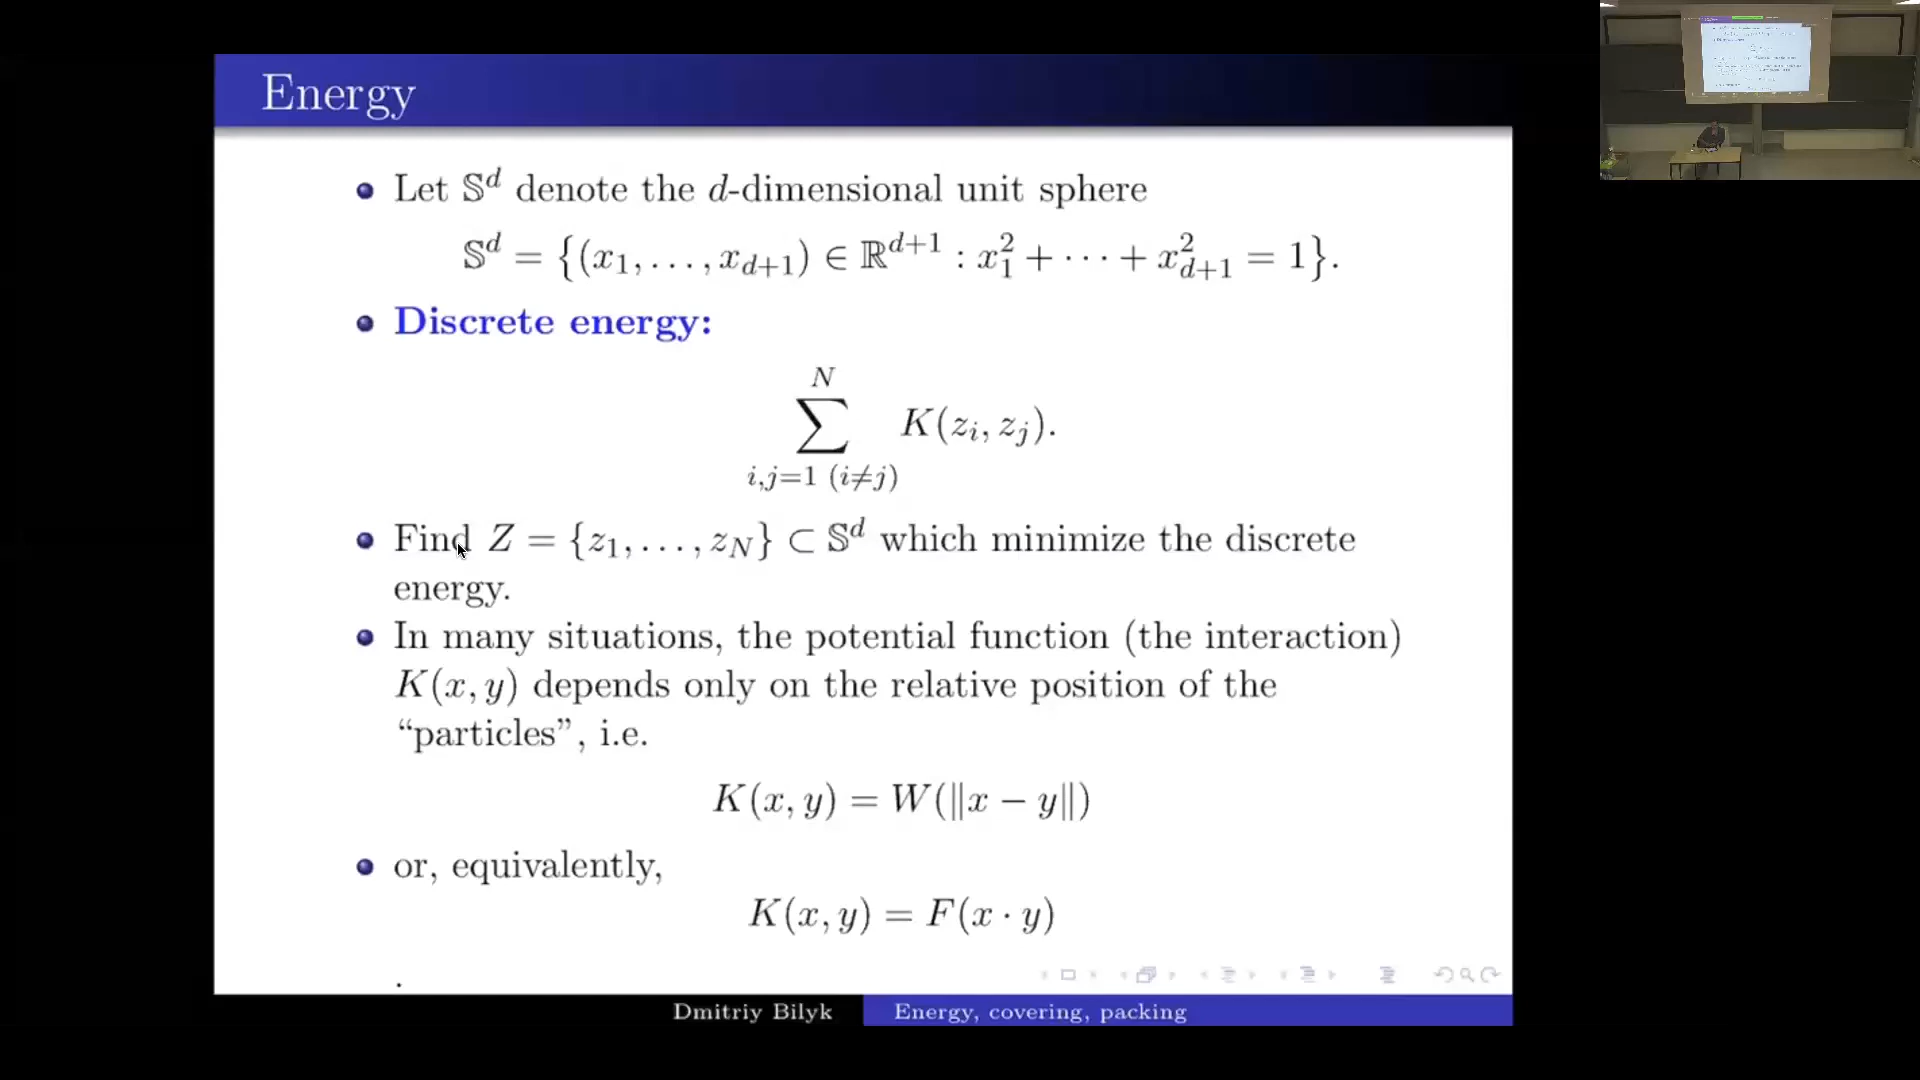 Energy
Let 𝕊^d denote the d-dimensional unit sphere
𝕊^d = {(x_1, . . . , x_{d+1}) ∈ ℝ^{d+1} : x_1^2 + · · · + x_{d+1}^2 = 1}.
Discrete energy:
N
∑ K(z_i, z_j).
i,j=1 (i≠j)
Find Z = {z_1, . . . , z_N} ⊂ 𝕊^d which minimize the discrete
energy.
In many situations, the potential function (the interaction)
K(x, y) depends only on the relative position of the
“particles”, i.e.
K(x, y) = W(‖x − y‖)
or, equivalently,
K(x, y) = F(x · y)
.
Dmitriy Bilyk
Energy, covering, packing